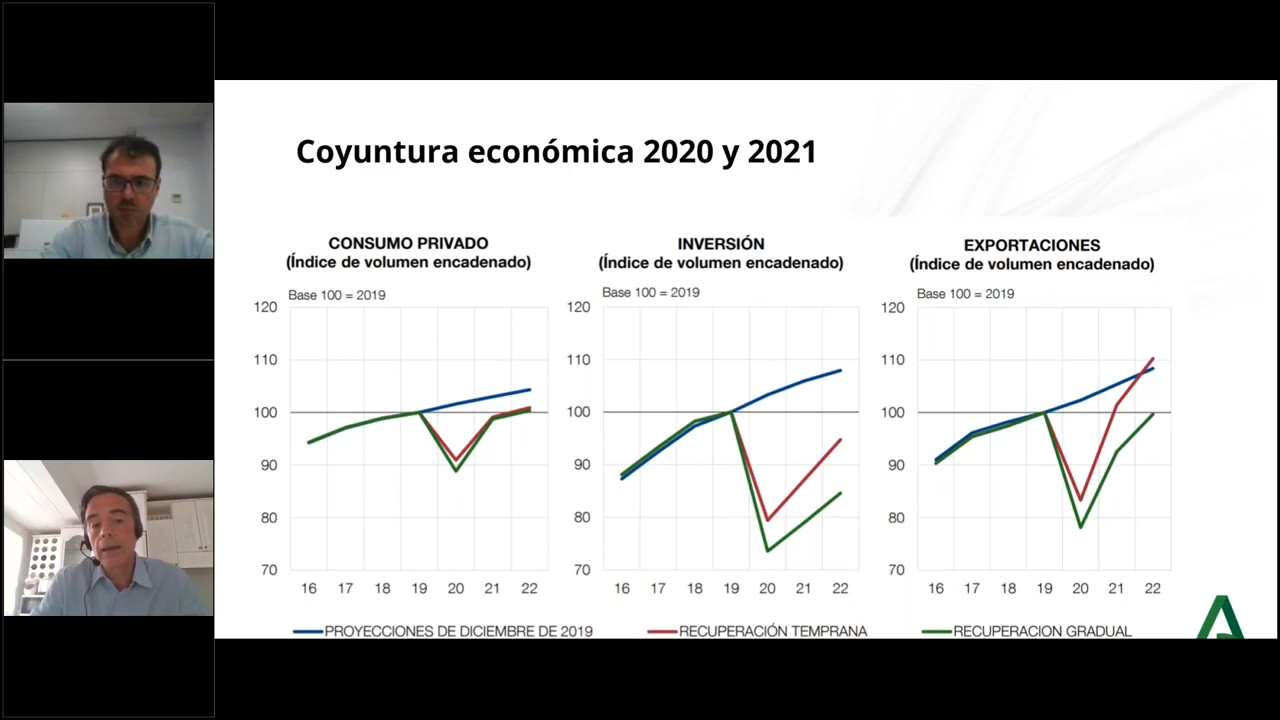 Coyuntura económica 2020 y 2021
CONSUMO PRIVADO
(Índice de volumen encadenado)
Base 100 = 2019
120
110
100
90
80
70
16 17 18 19 20 21 22
INVERSIÓN
(Índice de volumen encadenado)
Base 100 = 2019
120
110
100
90
80
70
16 17 18 19 20 21 22
EXPORTACIONES
(Índice de volumen encadenado)
Base 100 = 2019
120
110
100
90
80
70
16 17 18 19 20 21 22
PROYECCIONES DE DICIEMBRE DE 2019 RECUPERACIÓN TEMPRANA RECUPERACION GRADUAL